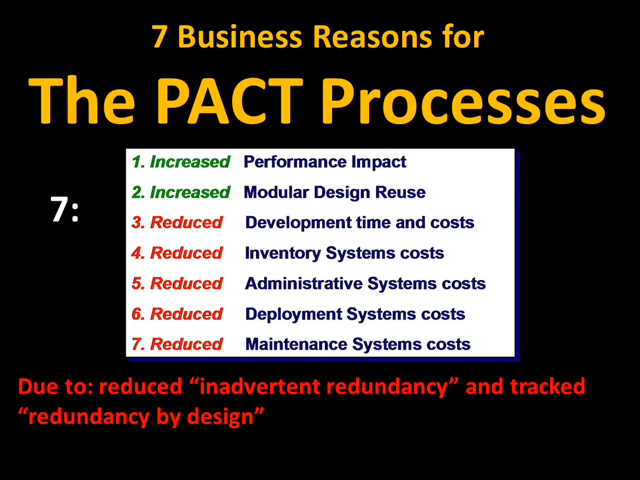 7 Business Reasons for
The PACT Processes
7:
1. Increased Performance Impact
2. Increased Modular Design Reuse
3. Reduced Development time and costs
4. Reduced Inventory Systems costs
5. Reduced Administrative Systems costs
6. Reduced Deployment Systems costs
7. Reduced Maintenance Systems costs
Due to: reduced “inadvertent redundancy” and tracked
“redundancy by design”